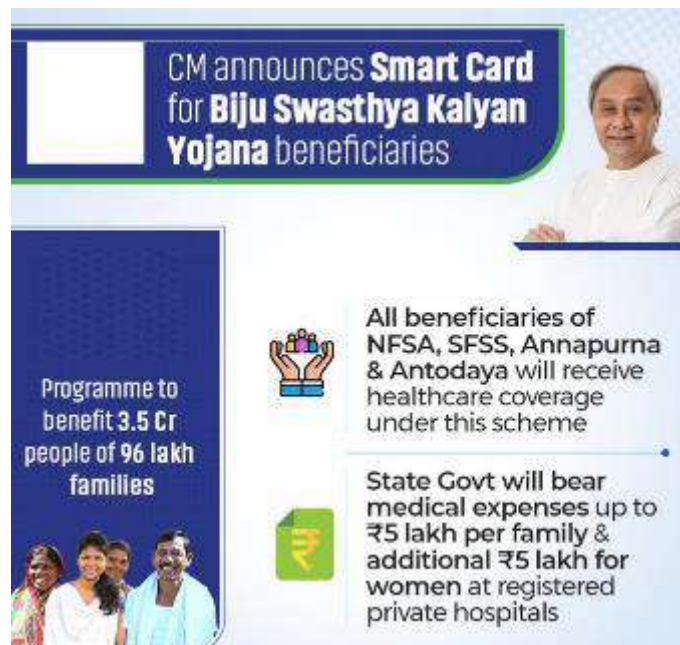 CM announces Smart Card
for Biju Swasthya Kalyan
Yojana beneficiaries
Programme to
benefit 3.5 Cr
people of 96 lakh
families
All beneficiaries of
NFSA, SFSS, Annapurna
& Antodaya will receive
healthcare coverage
under this scheme
₹
State Govt will bear
medical expenses up to
₹5 lakh per family &
additional ₹5 lakh for
women at registered
private hospitals